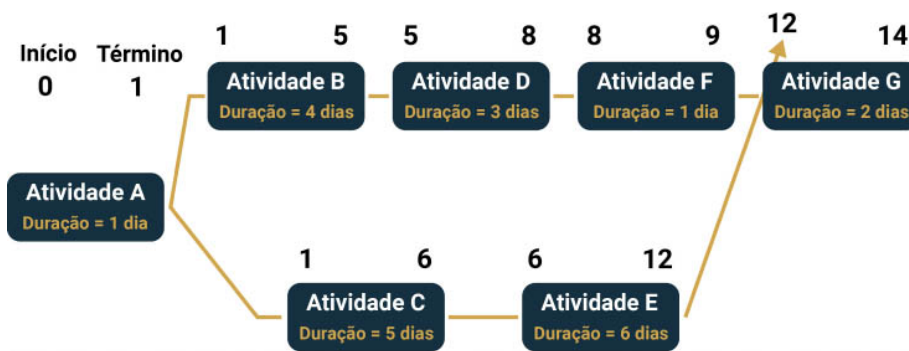 1 5 5 8 8 9 12 14
Início Término
0 1
Atividade B
Duração = 4 dias
Atividade D
Duração = 3 dias
Atividade F
Duração = 1 dia
Atividade G
Duração = 2 dias
Atividade A
Duração = 1 dia
1 6 6 12
Atividade C
Duração = 5 dias
Atividade E
Duração = 6 dias